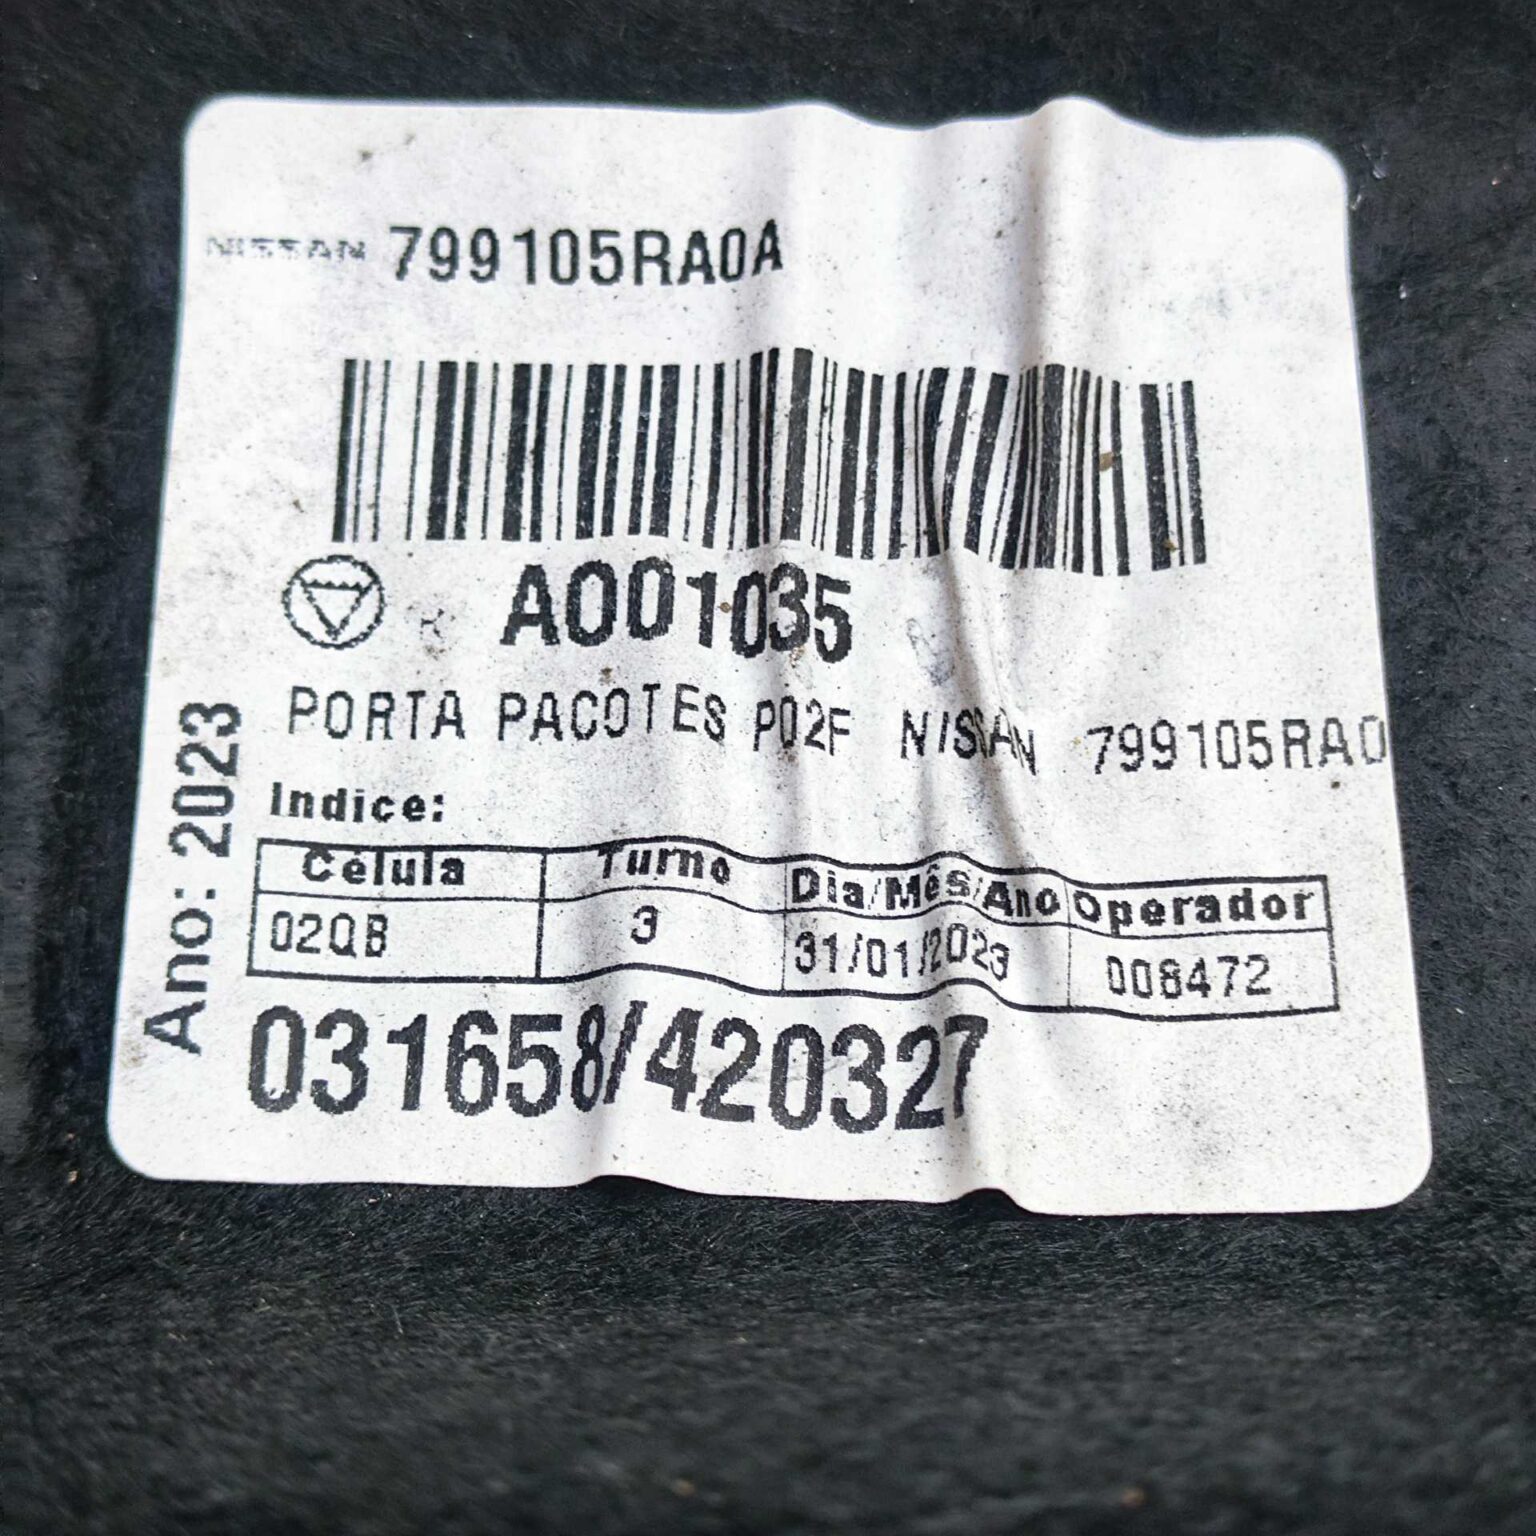 NISSAN 799105RA0A
A001035
PORTA PACOTES P02F NISSAN 799105RA0
Ano: 2023
Indice:
Célula Turno Dia/Mês/Ano Operador
02QB 3 31/01/2023 008472
031658/420327